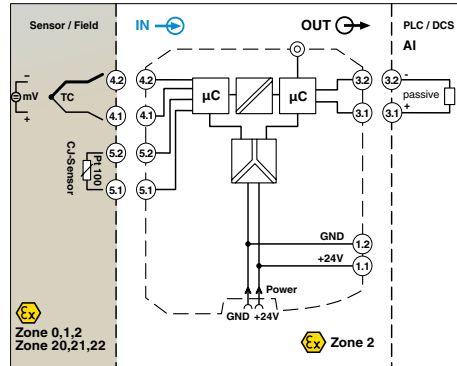 Sensor / Field
IN
OUT
PLC / DCS
AI
−
mV
+
TC
4.2
4.1
5.2
5.1
CJ-Sensor
Pt 100
4.2
4.1
5.2
5.1
µC
µC
3.2
3.1
3.2
-
passive
+
3.1
GND
1.2
+24V
1.1
Power
GND +24V
Ex
Zone 0,1,2
Zone 20,21,22
Ex
Zone 2